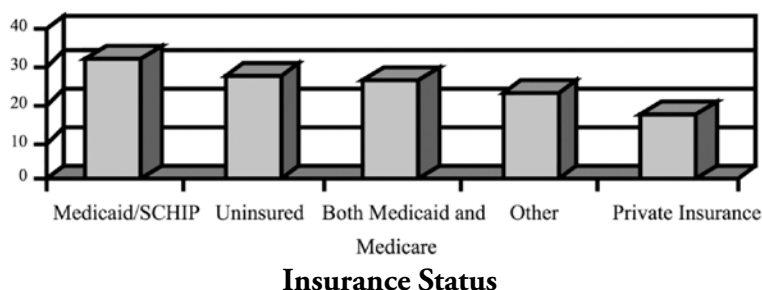 40
30
20
10
0
Medicaid/SCHIP Uninsured Both Medicaid and Other Private Insurance
Medicare
Insurance Status